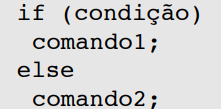 if (condição)
comando1;
else
comando2;